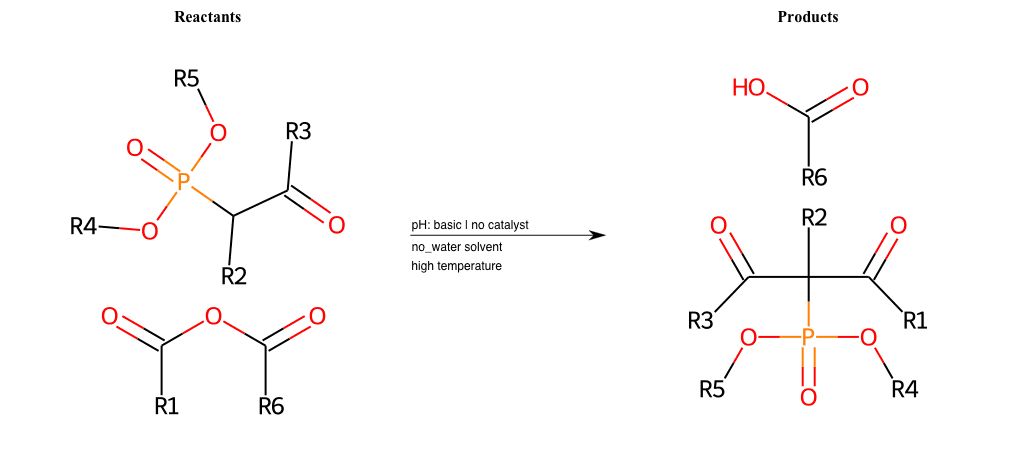 Reactants
Products
R5
O
R3
O
P
R4
O
O
R2
O
O
O
R1
R6
pH: basic | no catalyst
no_water solvent
high temperature
HO
O
R6
R2
O
O
R3
R1
O
P
O
R5
R4
O